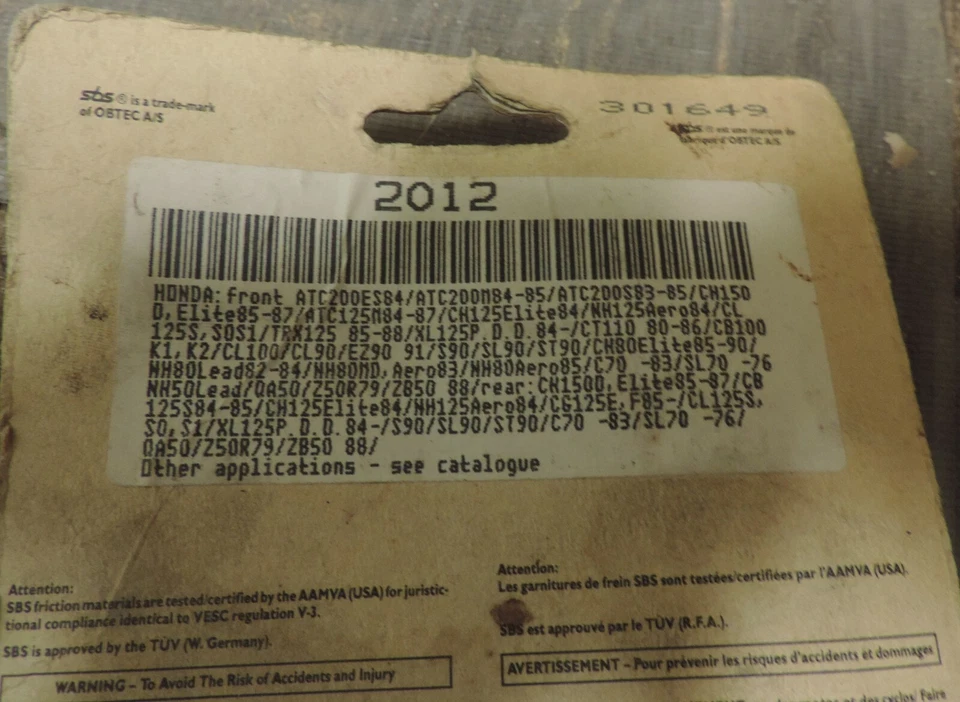 sbs ® is a trade-mark
of OBTEC A/S
301649
sbs ® est une marque de
fabrique d'OBTEC A/S
2012
HONDA: front ATC200ES84/ATC200M84-85/ATC200S83-85/CH150
D,Elite85-87/ATC125M84-87/CH125Elite84/NH125Aero84/CL
125S,SOS1/TRX125 85-88/XL125P.D.D.84-/CT110 80-86/CB100
K1,K2/CL100/CL90/EZ90 91/S90/SL90/ST90/CH80Elite85-90/
NH80Lead82-84/NH80MD,Aero83/NH80Aero85/C70 -83/SL70 -76
NH50Lead/QA50/Z50R79/ZB50 88/rear:CH150D,Elite85-87/CB
125S84-85/CH125Elite84/NH125Aero84/CG125E,F85-/CL125S,
SO,S1/XL125P.D.D.84-/S90/SL90/ST90/C70 -83/SL70 -76/
QA50/Z50R79/ZB50 88/
Other applications - see catalogue
Attention:
SBS friction materials are tested/certified by the AAMVA (USA) for juristic-
tional compliance identical to VESC regulation V-3.
SBS is approved by the TÜV (W. Germany).
WARNING – To Avoid The Risk of Accidents and Injury
Attention:
Les garnitures de frein SBS sont testées/certifiées par l'AAMVA (USA).
SBS est approuvé par le TÜV (R.F.A.).
AVERTISSEMENT – Pour prévenir les risques d'accidents et dommages
et des cyclos/ Faire